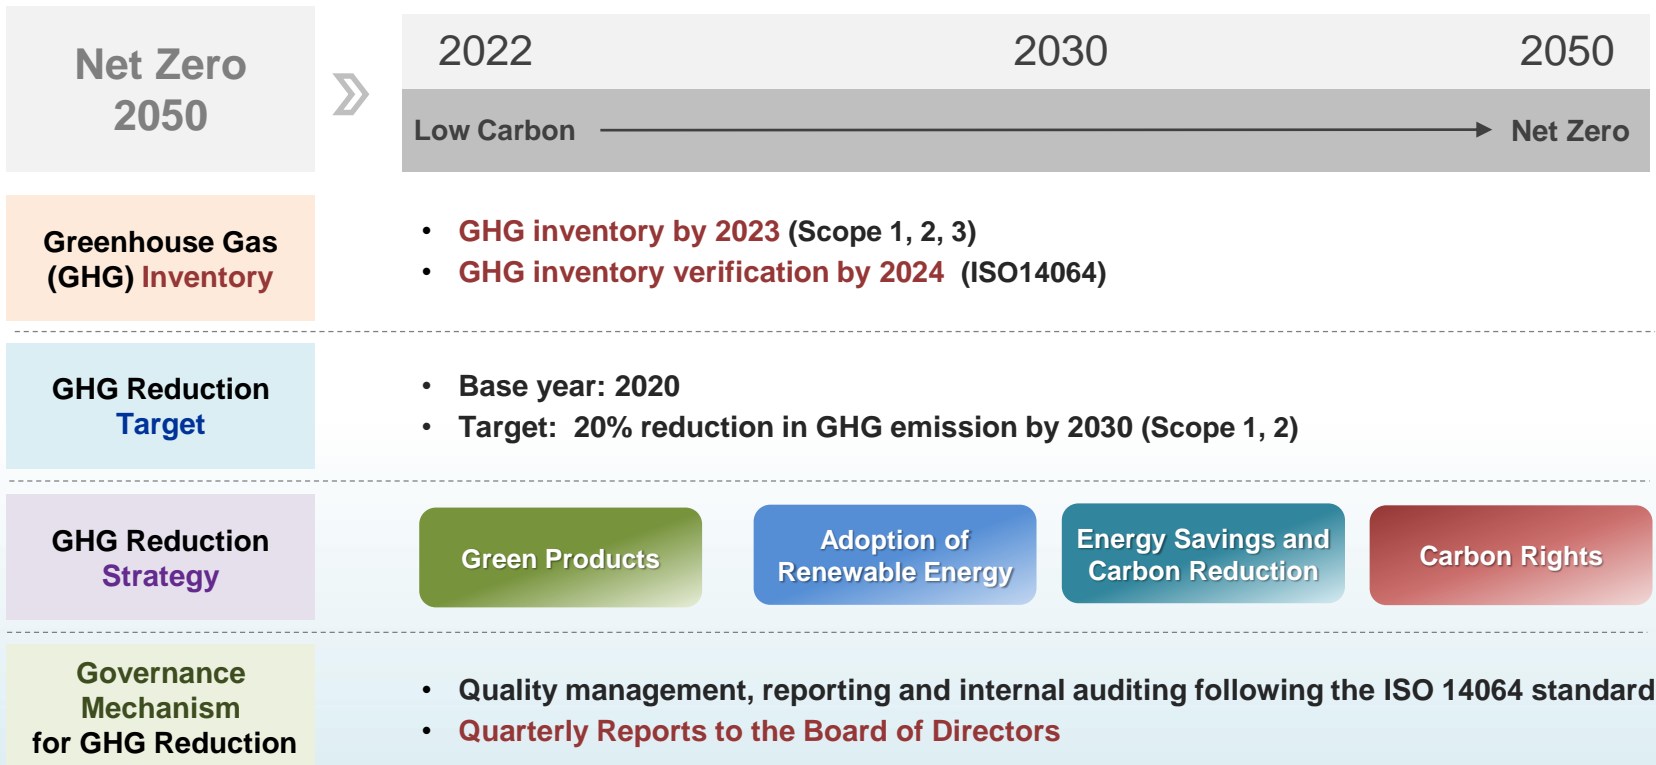 Net Zero
2050
2022 2030 2050
Low Carbon Net Zero
Greenhouse Gas
(GHG) Inventory
• GHG inventory by 2023 (Scope 1, 2, 3)
• GHG inventory verification by 2024 (ISO14064)
GHG Reduction
Target
• Base year: 2020
• Target: 20% reduction in GHG emission by 2030 (Scope 1, 2)
GHG Reduction
Strategy
Green Products
Adoption of
Renewable Energy
Energy Savings and
Carbon Reduction
Carbon Rights
Governance
Mechanism
for GHG Reduction
• Quality management, reporting and internal auditing following the ISO 14064 standard
• Quarterly Reports to the Board of Directors